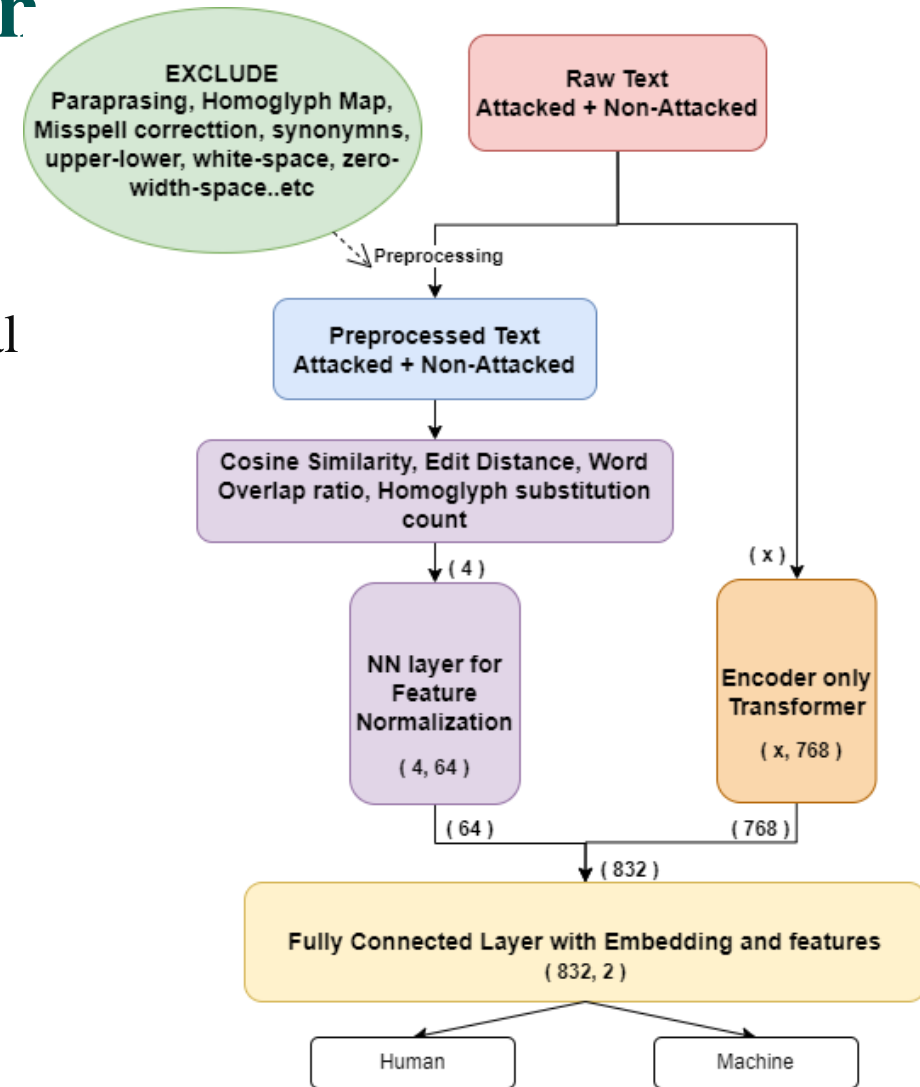 r
EXCLUDE
Paraprasing, Homoglyph Map,
Misspell correcttion, synonymns,
upper-lower, white-space, zero-
width-space..etc
Raw Text
Attacked + Non-Attacked
Preprocessing
al
Preprocessed Text
Attacked + Non-Attacked
Cosine Similarity, Edit Distance, Word
Overlap ratio, Homoglyph substitution
count
( 4 )
( x )
NN layer for
Feature
Normalization
( 4, 64 )
Encoder only
Transformer
( x, 768 )
( 64 )
(768)
( 832 )
Fully Connected Layer with Embedding and features
( 832, 2 )
Human
Machine